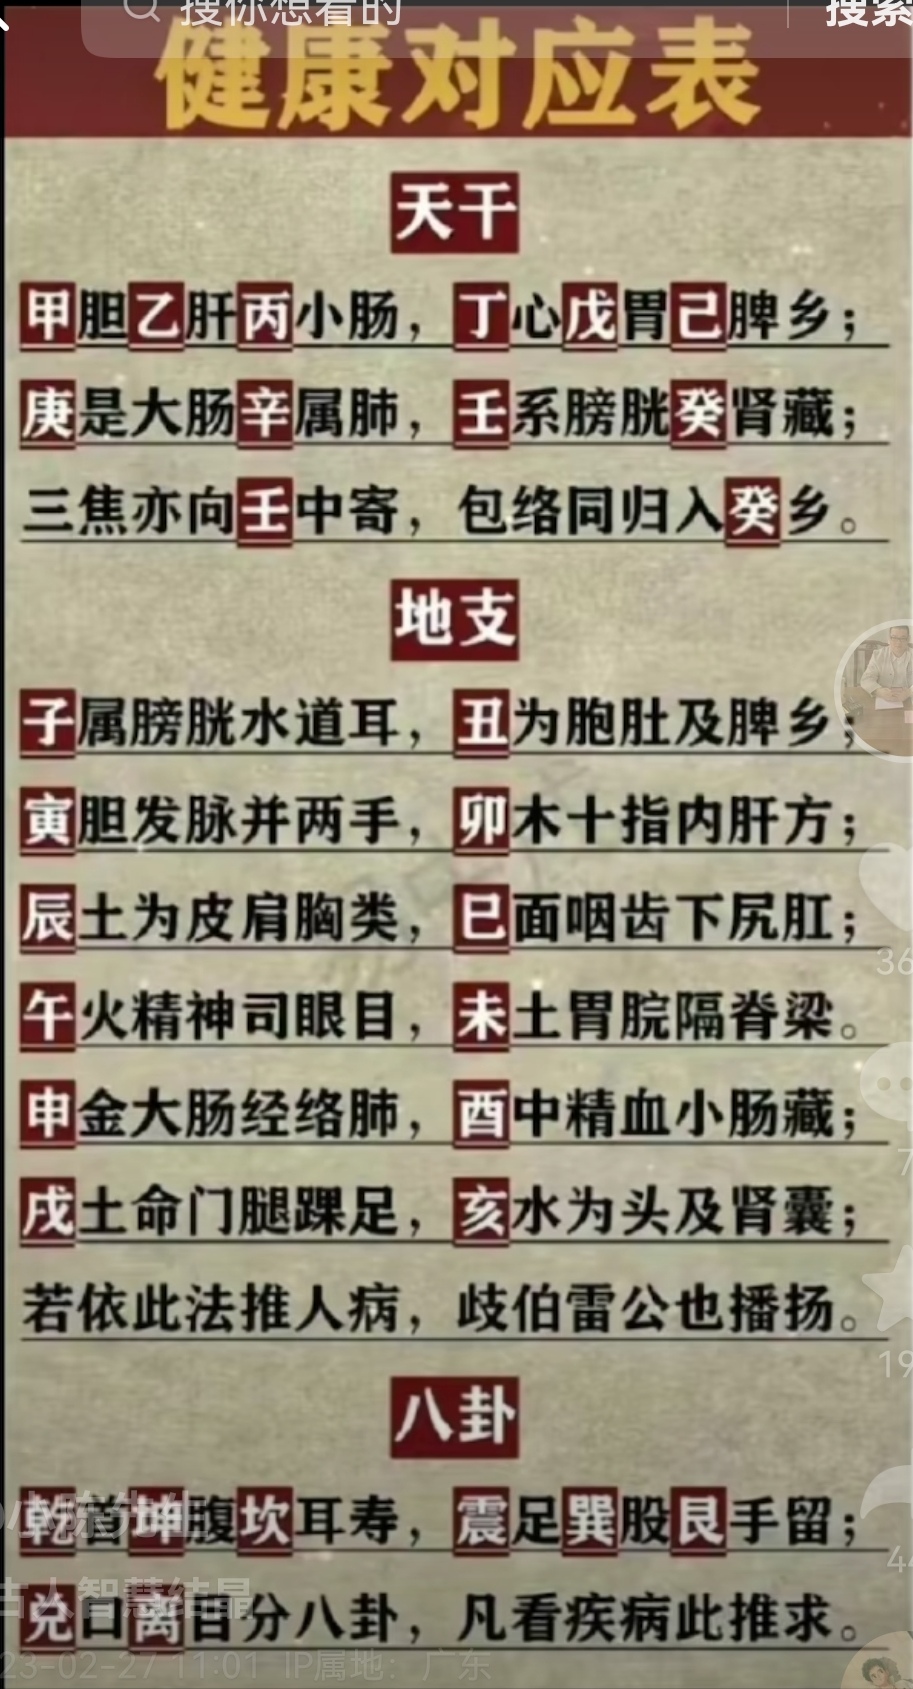 搜你想看的 搜索
健康对应表
天干
甲胆乙肝丙小肠，丁心戊胃己脾乡；
庚是大肠辛属肺，壬系膀胱癸肾藏；
三焦亦向壬中寄，包络同归入癸乡。
地支
子属膀胱水道耳，丑为胞肚及脾乡；
寅胆发脉并两手，卯木十指内肝方；
辰土为皮肩胸类，巳面咽齿下尻肛；
午火精神司眼目，未土胃脘隔脊梁。
申金大肠经络肺，酉中精血小肠藏；
戌土命门腿踝足，亥水为头及肾囊；
若依此法推人病，歧伯雷公也播扬。
八卦
乾首坤腹坎耳寿，震足巽股艮手留；
兑口离目分八卦，凡看疾病此推求。
古人智慧结晶
23-02-27 11:01 IP属地：广东